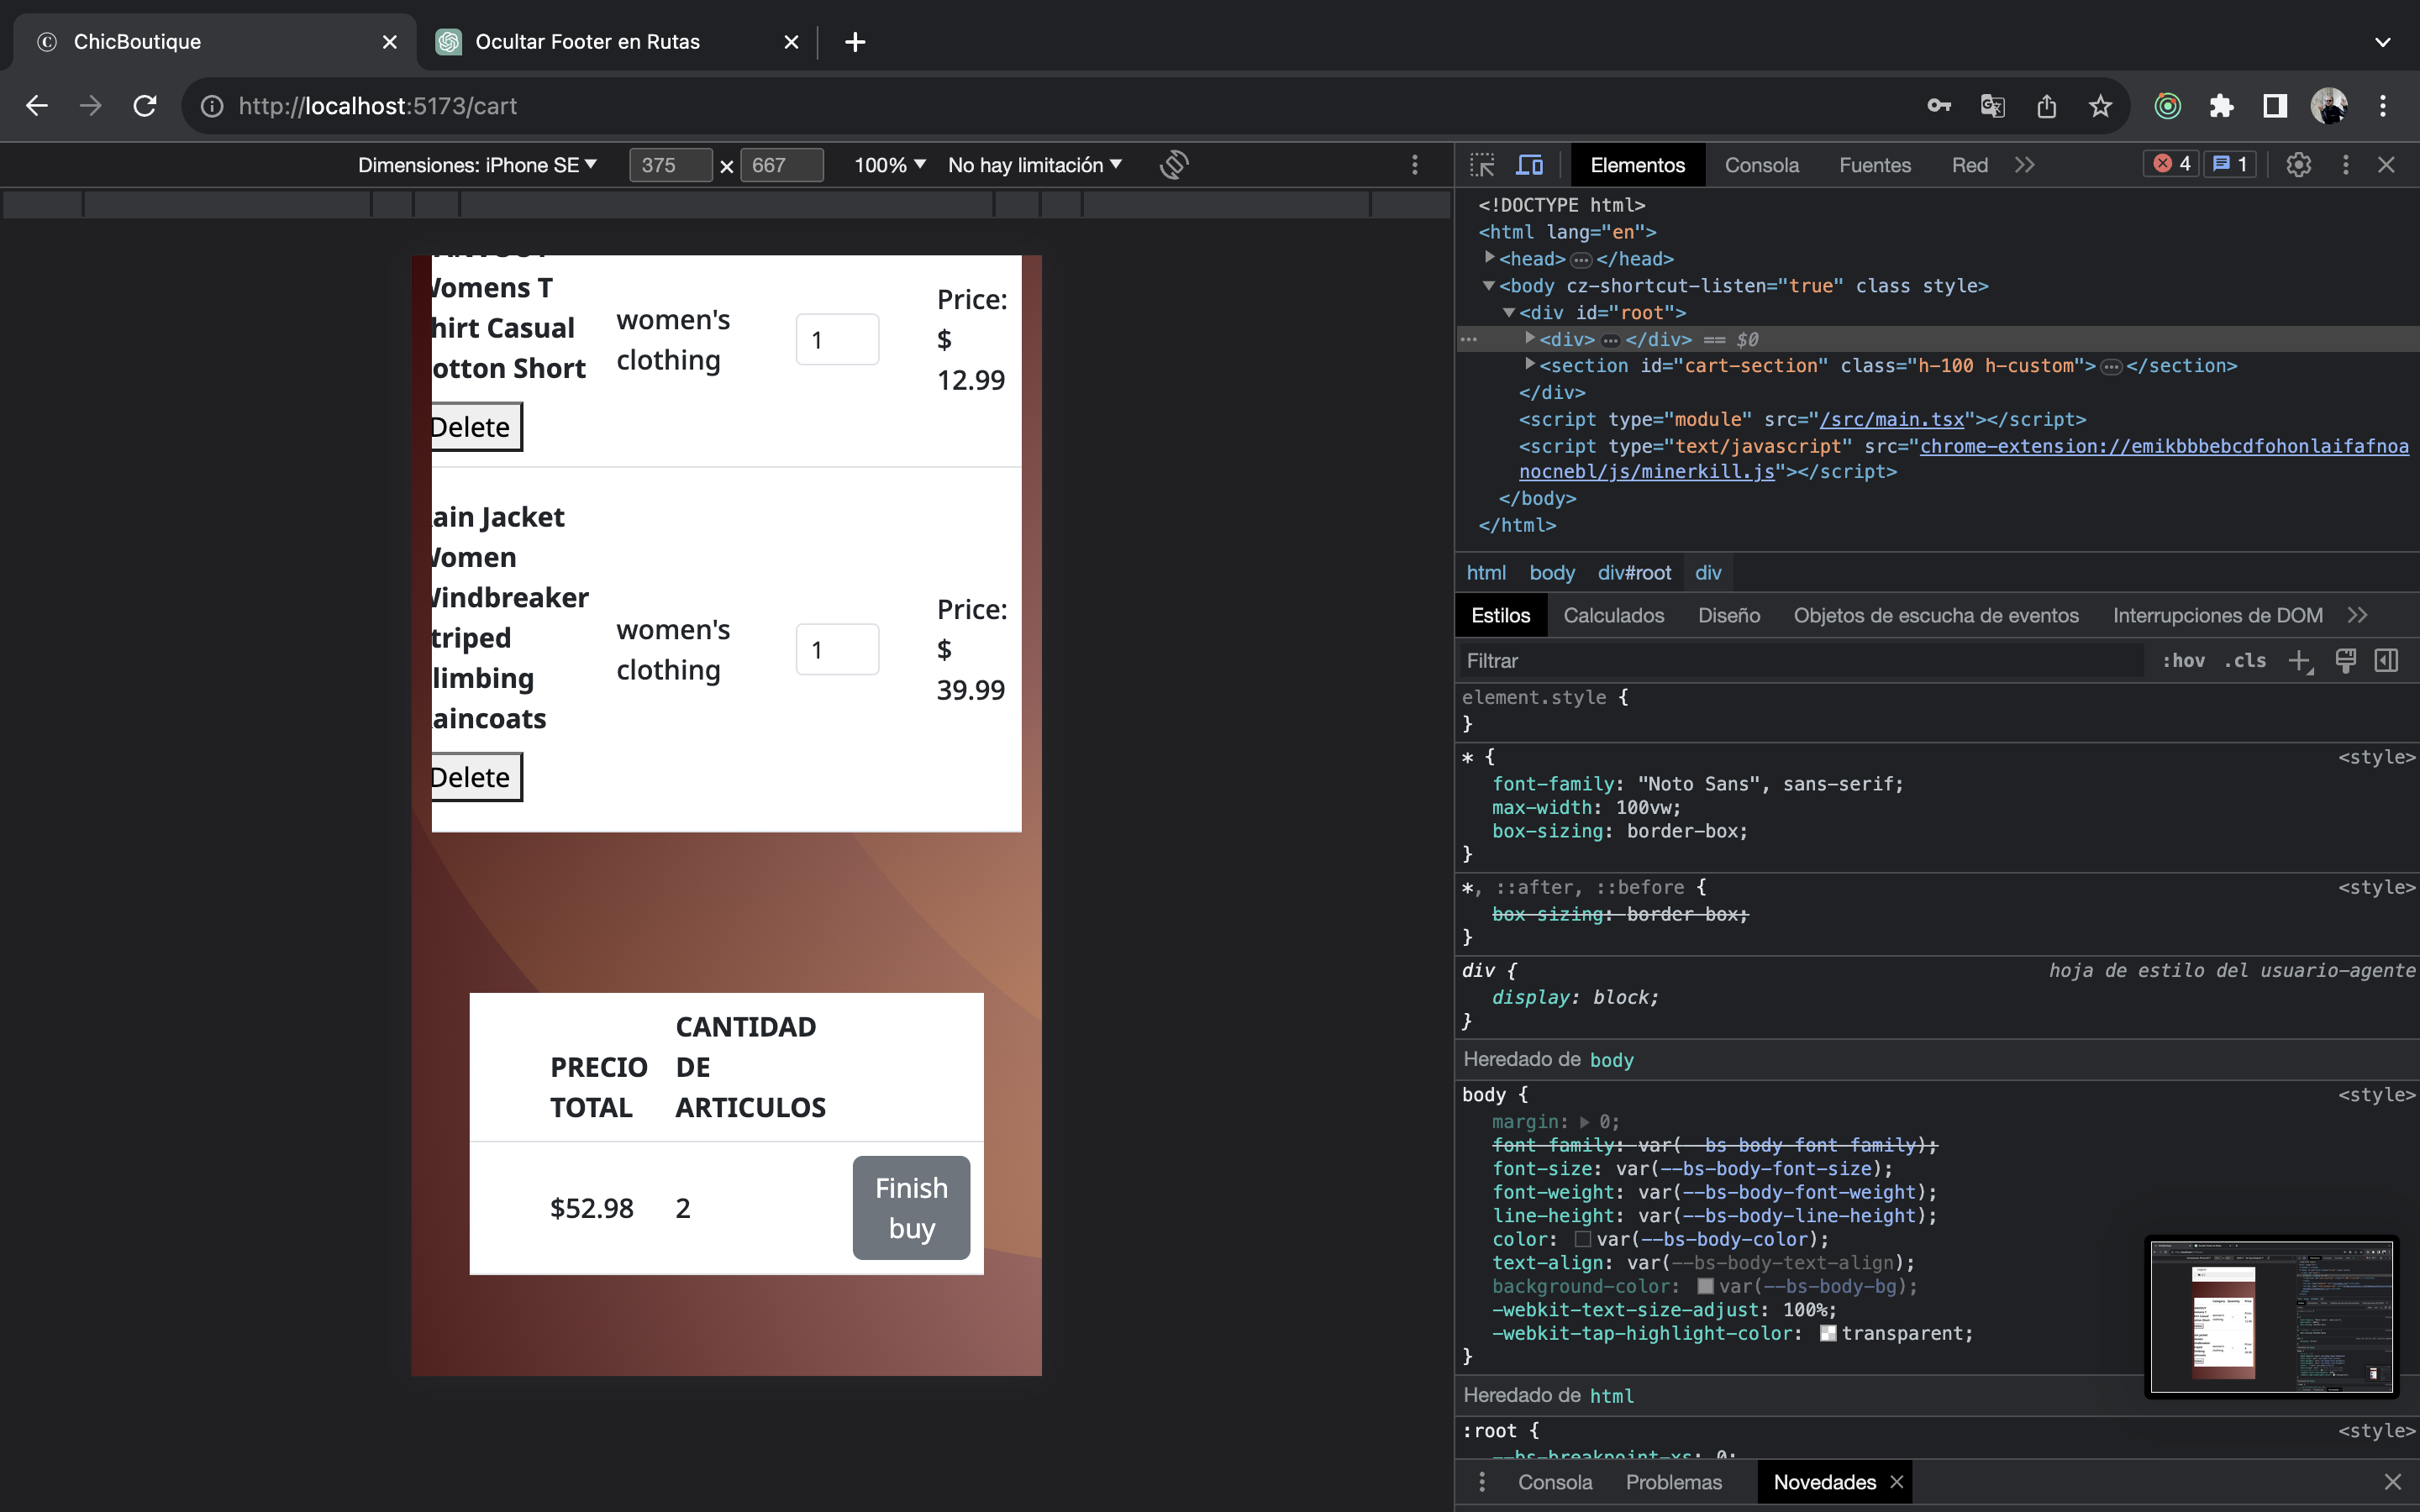 ChicBoutique
Ocultar Footer en Rutas
http://localhost:5173/cart
Dimensiones: iPhone SE 375 × 667 100% No hay limitación
Womens T
hirt Casual
otton Short
Delete
women's
clothing
1
Price:
$
12.99
ain Jacket
Women
Windbreaker
triped
limbing
aincoats
Delete
women's
clothing
1
Price:
$
39.99
PRECIO
TOTAL
CANTIDAD
DE
ARTICULOS
$52.98
2
Finish
buy
Elementos Consola Fuentes Red 4 1
<!DOCTYPE html>
<html lang="en">
<head> ⋯ </head>
<body cz-shortcut-listen="true" class style>
<div id="root">
<div> ⋯ </div> == $0
<section id="cart-section" class="h-100 h-custom"> ⋯ </section>
</div>
<script type="module" src="/src/main.tsx"></script>
<script type="text/javascript" src="chrome-extension://emikbbbebcdfohonlaifafnoa
nocnebl/js/minerkill.js"></script>
</body>
</html>
html body div#root div
Estilos Calculados Diseño Objetos de escucha de eventos Interrupciones de DOM
Filtrar :hov .cls
element.style {
}
* { <style>
font-family: "Noto Sans", sans-serif;
max-width: 100vw;
box-sizing: border-box;
}
*, ::after, ::before { <style>
box-sizing: border-box;
}
div { hoja de estilo del usuario-agente
display: block;
}
Heredado de body
body { <style>
margin: 0;
font-family: var(--bs-body-font-family);
font-size: var(--bs-body-font-size);
font-weight: var(--bs-body-font-weight);
line-height: var(--bs-body-line-height);
color: var(--bs-body-color);
text-align: var(--bs-body-text-align);
background-color: var(--bs-body-bg);
-webkit-text-size-adjust: 100%;
-webkit-tap-highlight-color: transparent;
}
Heredado de html
:root { <style>
--bs-breakpoint-xs: 0;
Consola Problemas Novedades